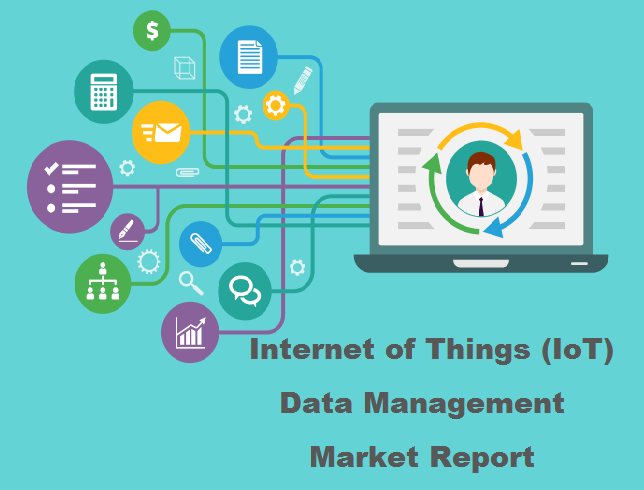 $
Internet of Things (IoT)
Data Management
Market Report